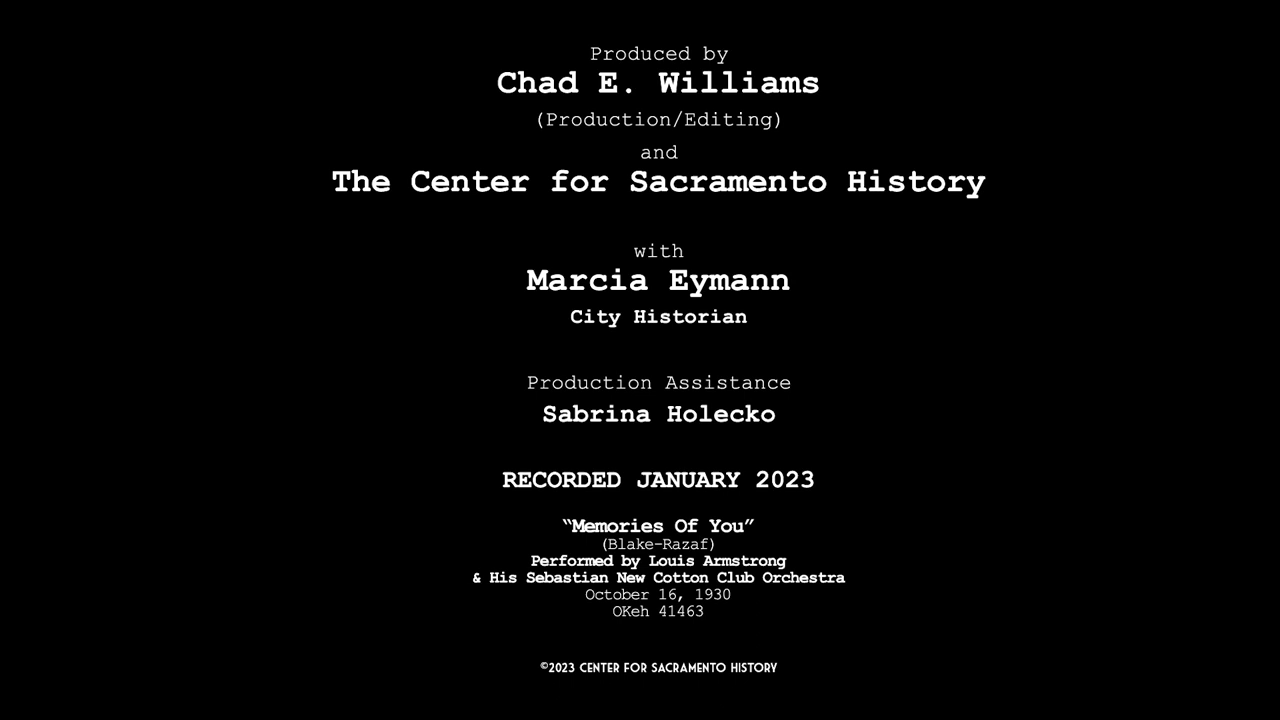 Produced by
Chad E. Williams
(Production/Editing)
and
The Center for Sacramento History
with
Marcia Eymann
City Historian
Production Assistance
Sabrina Holecko
RECORDED JANUARY 2023
“Memories Of You”
(Blake-Razaf)
Performed by Louis Armstrong
& His Sebastian New Cotton Club Orchestra
October 16, 1930
OKeh 41463
©2023 CENTER FOR SACRAMENTO HISTORY